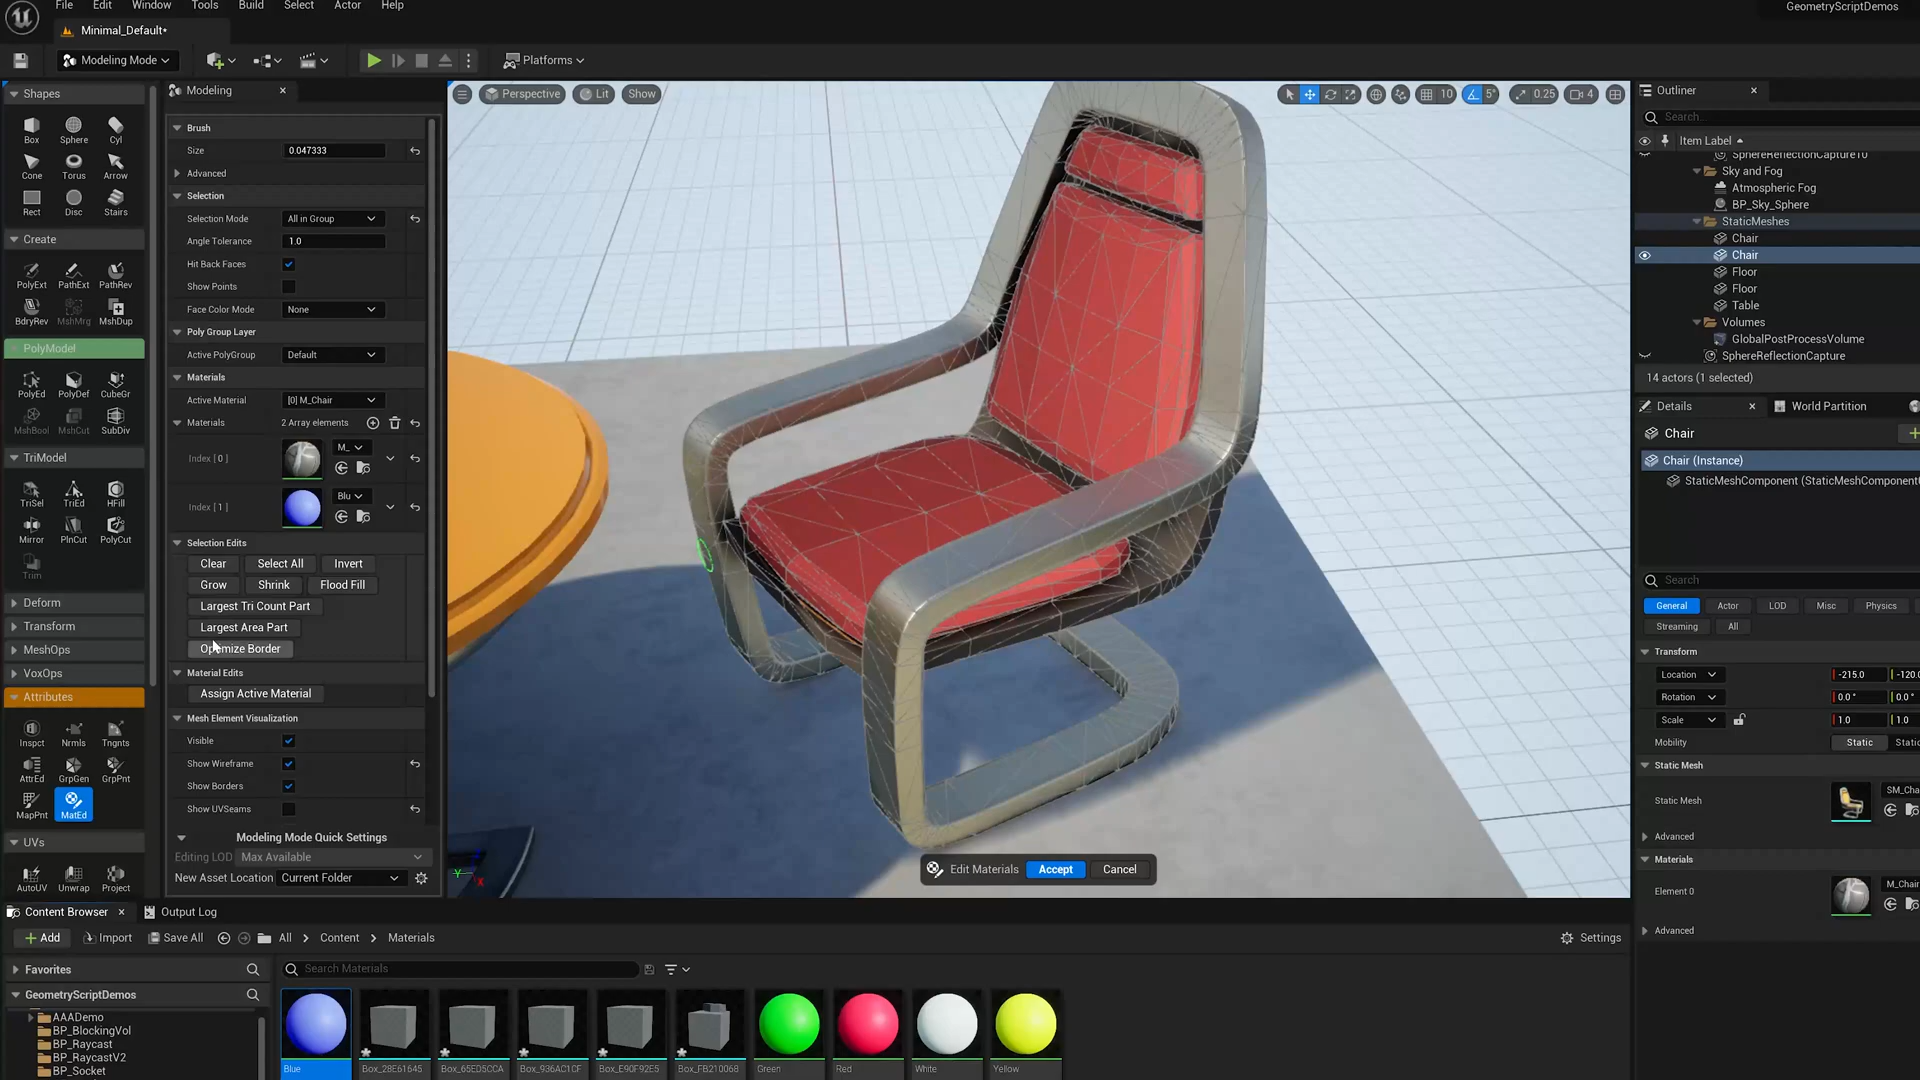 File Edit Window Tools Build Select Actor Help
GeometryScriptDemos
Minimal_Default*
Modeling Mode
Platforms
Shapes
Box Sphere Cyl
Cone Torus Arrow
Rect Disc Stairs
Create
PolyExt PathExt PathRev
BdryRev MshMrg MshDup
PolyModel
PolyEd PolyDef CubeGr
MshBool MshCut SubDiv
TriModel
TriSel TriEd HFill
Mirror PlnCut PolyCut
Trim
Deform
Transform
MeshOps
VoxOps
Attributes
Inspct Nrmls Tngnts
AttrEd GrpGen GrpPnt
MapPnt MatEd
UVs
AutoUV Unwrap Project
Modeling
Brush
Size 0.047333
Advanced
Selection
Selection Mode All in Group
Angle Tolerance 1.0
Hit Back Faces
Show Points
Face Color Mode None
Poly Group Layer
Active PolyGroup Default
Materials
Active Material [0] M_Chair
Materials 2 Array elements
Index [ 0 ] M_
Index [ 1 ] Blu
Selection Edits
Clear Select All Invert
Grow Shrink Flood Fill
Largest Tri Count Part
Largest Area Part
Optimize Border
Material Edits
Assign Active Material
Mesh Element Visualization
Visible
Show Wireframe
Show Borders
Show UVSeams
Modeling Mode Quick Settings
Editing LOD Max Available
New Asset Location Current Folder
Perspective Lit Show
10 5° 0.25 4
Y X
Edit Materials Accept Cancel
Outliner
Search...
Item Label
SphereReflectionCapture10
Sky and Fog
Atmospheric Fog
BP_Sky_Sphere
StaticMeshes
Chair
Chair
Floor
Floor
Table
Volumes
GlobalPostProcessVolume
SphereReflectionCapture
14 actors (1 selected)
Details World Partition
Chair
Chair (Instance)
StaticMeshComponent (StaticMeshComponent
Search
General Actor LOD Misc Physics
Streaming All
Transform
Location -215.0 -120.0
Rotation 0.0 ° 0.0 °
Scale 1.0 1.0
Mobility Static Static
Static Mesh
Static Mesh SM_Cha
Advanced
Materials
Element 0 M_Chair
Advanced
Content Browser Output Log
Add Import Save All All Content Materials Settings
Favorites
Search Materials
GeometryScriptDemos
AAADemo
BP_BlockingVol
BP_Raycast
BP_RaycastV2
BP_Socket
Blue Box_28E61645 Box_65ED5CCA Box_936AC1CF Box_E90F92E5 Box_FB210068 Green Red White Yellow